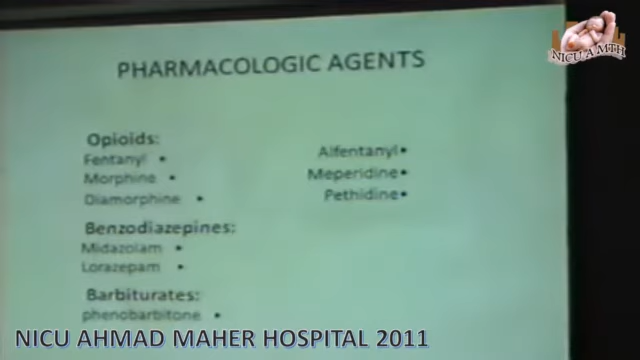 PHARMACOLOGIC AGENTS
NICU A MTH
Opioids:
Fentanyl •
Morphine •
Diamorphine •
Alfentanyl•
Meperidine•
Pethidine•
Benzodiazepines:
Midazolam •
Lorazepam •
Barbiturates:
phenobarbitone •
NICU AHMAD MAHER HOSPITAL 2011